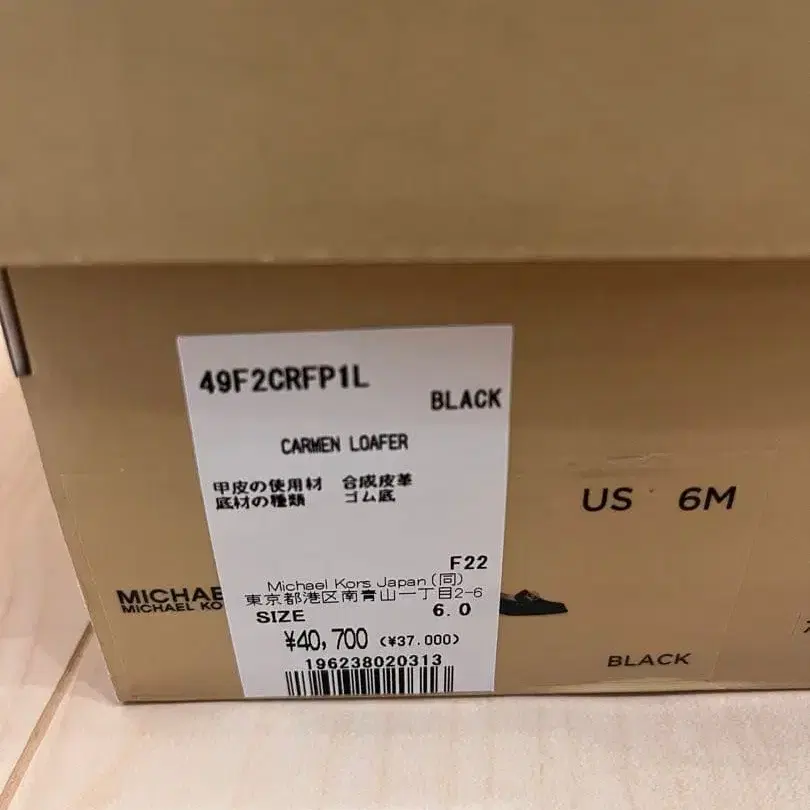 49F2CRFP1L
BLACK
CARMEN LOAFER
甲皮の使用材 合成皮革
底材の種類 ゴム底
F22
Michael Kors Japan (同)
東京都港区南青山一丁目2-6
SIZE 6.0
¥40,700 (¥37.000)
196238020313
US 6M
MICHAE
MICHAEL KO
BLACK